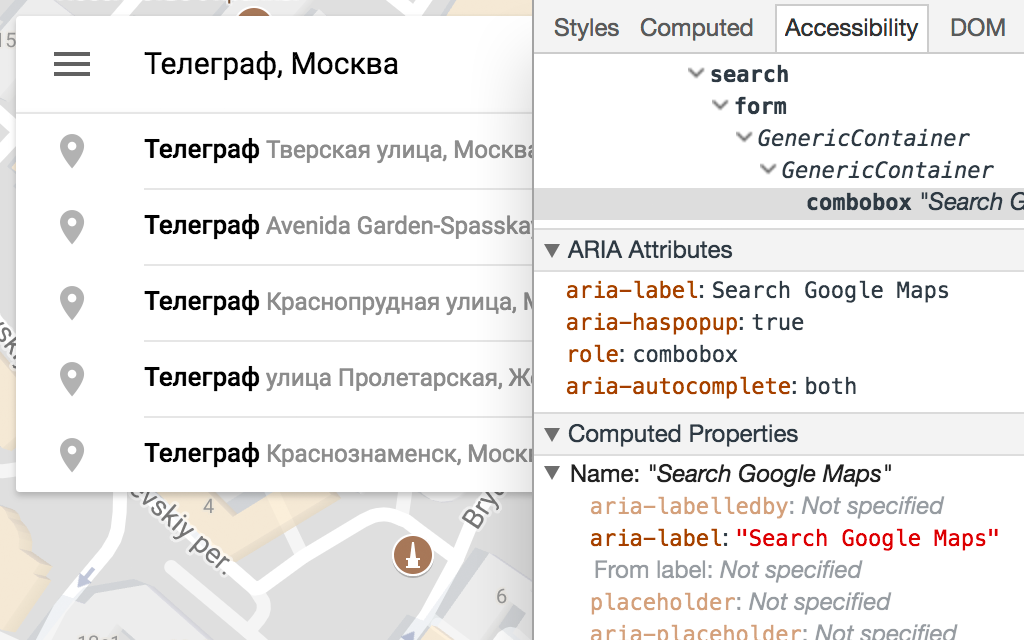 Телеграф, Москва
Телеграф Тверская улица, Москва
Телеграф Avenida Garden-Spasska
Телеграф Краснопрудная улица,
Телеграф улица Пролетарская,
Телеграф Краснознаменск,
4
Bry
evskiy per.
6
15
Styles Computed Accessibility DOM
search
form
GenericContainer
GenericContainer
combobox "Search G
ARIA Attributes
aria-label: Search Google Maps
aria-haspopup: true
role: combobox
aria-autocomplete: both
Computed Properties
Name: "Search Google Maps"
aria-labelledby: Not specified
aria-label: "Search Google Maps"
From label: Not specified
placeholder: Not specified
aria-placeholder: Not specified